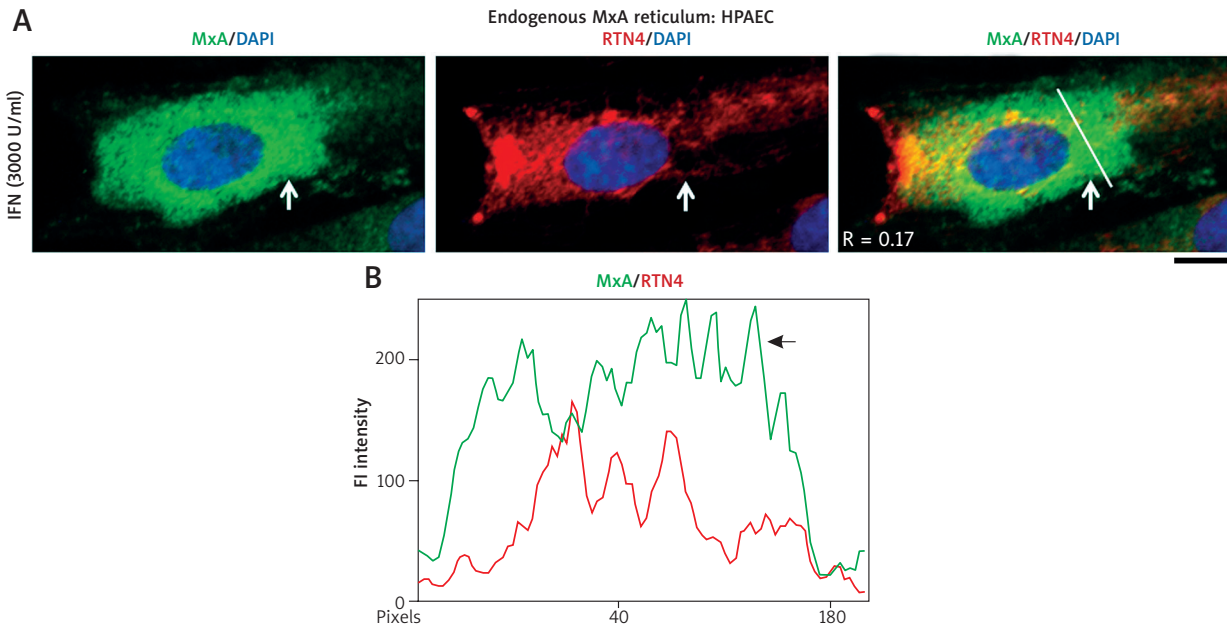 A
Endogenous MxA reticulum: HPAEC
MxA/DAPI
RTN4/DAPI
MxA/RTN4/DAPI
IFN (3000 U/ml)
R = 0.17
B
MxA/RTN4
FI intensity
200
100
0
Pixels
40
180